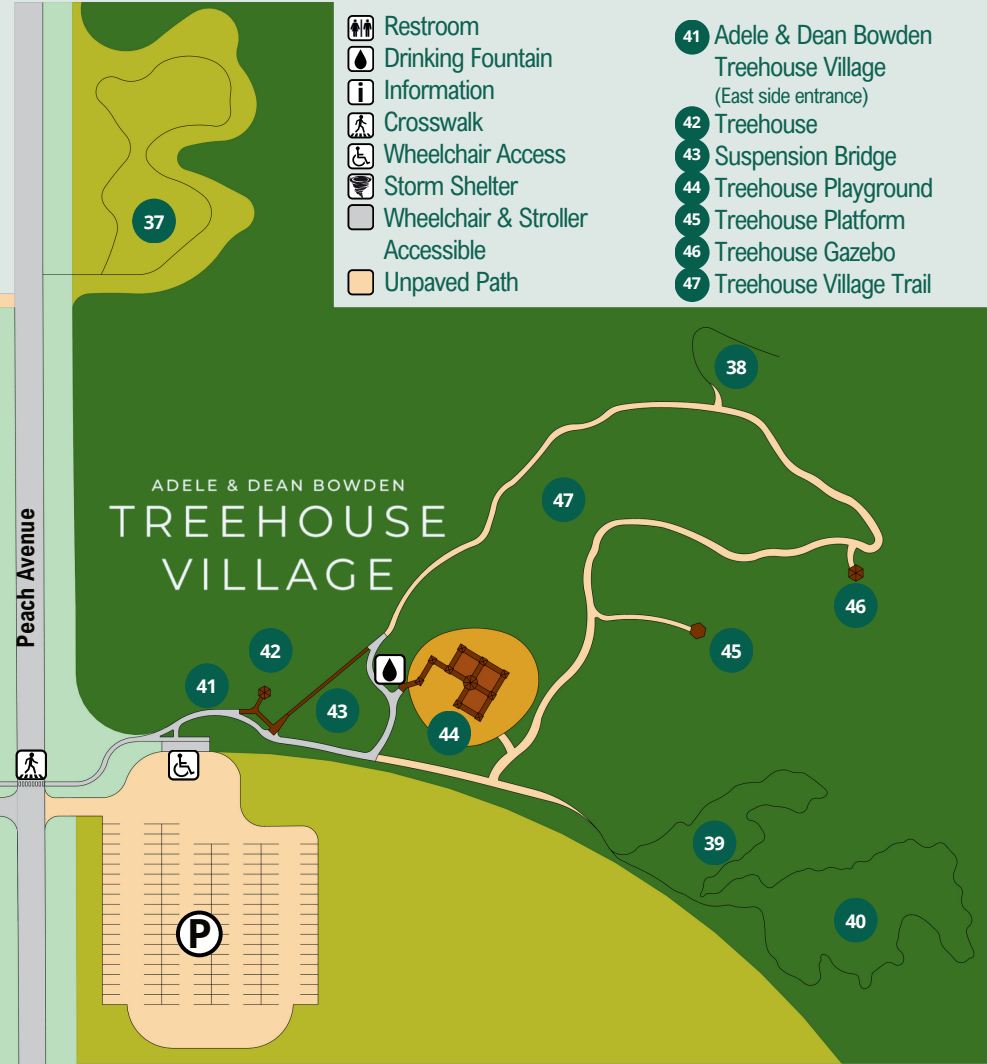 Restroom
Drinking Fountain
Information
Crosswalk
Wheelchair Access
Storm Shelter
Wheelchair & Stroller
Accessible
Unpaved Path
41 Adele & Dean Bowden
Treehouse Village
(East side entrance)
42 Treehouse
43 Suspension Bridge
44 Treehouse Playground
45 Treehouse Platform
46 Treehouse Gazebo
47 Treehouse Village Trail
37
38
ADELE & DEAN BOWDEN
TREEHOUSE
VILLAGE
47
Peach Avenue
46
42
45
41
43
44
39
40
P